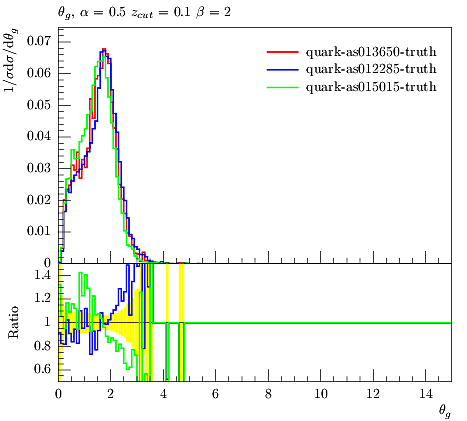 θg, α = 0.5 zcut = 0.1 β = 2
1/σdσ/dθg
0.07
0.06
0.05
0.04
0.03
0.02
0.01
0
quark-as013650-truth
quark-as012285-truth
quark-as015015-truth
Ratio
1.4
1.2
1
0.8
0.6
0 2 4 6 8 10 12 14
θg